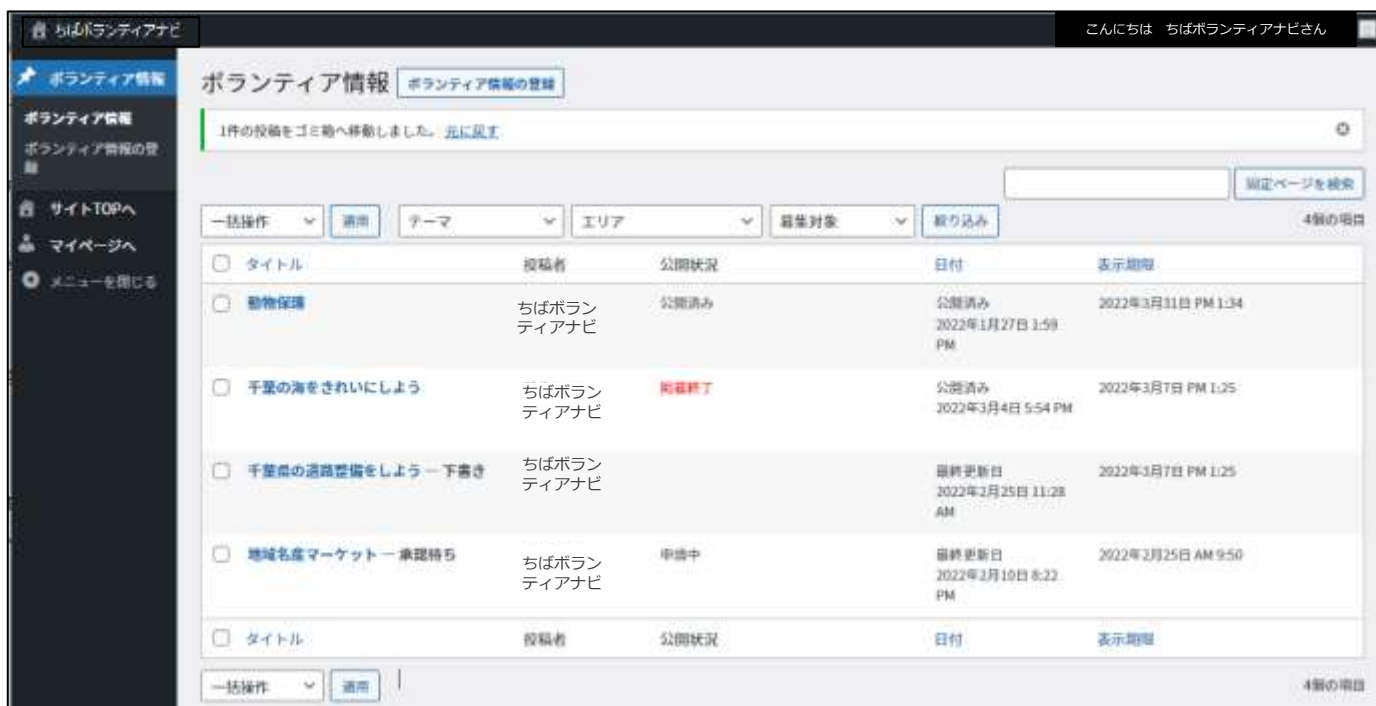 ちばボランティアナビ
こんにちは　ちばボランティアナビさん
ボランティア情報
ボランティア情報
ボランティア情報の登
録
サイトTOPへ
マイページへ
メニューを閉じる
ボランティア情報 ボランティア情報の登録
1件の投稿をゴミ箱へ移動しました。 元に戻す
固定ページを検索
一括操作 適用 テーマ エリア 募集対象 絞り込み 4個の項目
タイトル 投稿者 公開状況 日付 表示期限
動物保護 ちばボラン 公開済み 公開済み 2022年3月31日 PM 1:34
ティアナビ 2022年1月27日 1:59
PM
千葉の海をきれいにしよう ちばボラン 掲載終了 公開済み 2022年3月7日 PM 1:25
ティアナビ 2022年3月4日 5:54 PM
千葉県の道路整備をしよう — 下書き ちばボラン 最終更新日 2022年3月7日 PM 1:25
ティアナビ 2022年2月25日 11:28
AM
地域名産マーケット — 承認待ち ちばボラン 申請中 最終更新日 2022年2月25日 AM 9:50
ティアナビ 2022年2月10日 8:22
PM
タイトル 投稿者 公開状況 日付 表示期限
一括操作 適用 4個の項目